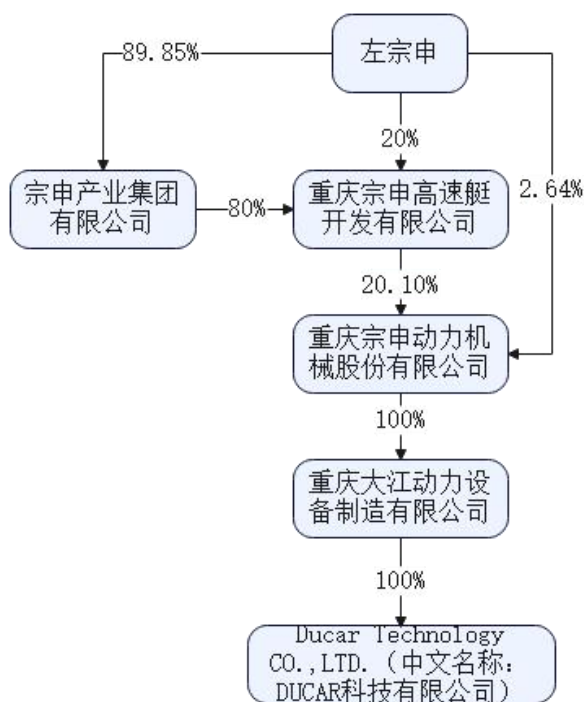 左宗申
89.85%
20%
2.64%
宗申产业集团
有限公司
80%
重庆宗申高速艇
开发有限公司
20.10%
重庆宗申动力机
械股份有限公司
100%
重庆大江动力设
备制造有限公司
100%
Ducar Technology
CO.,LTD.（中文名称：
DUCAR科技有限公司）